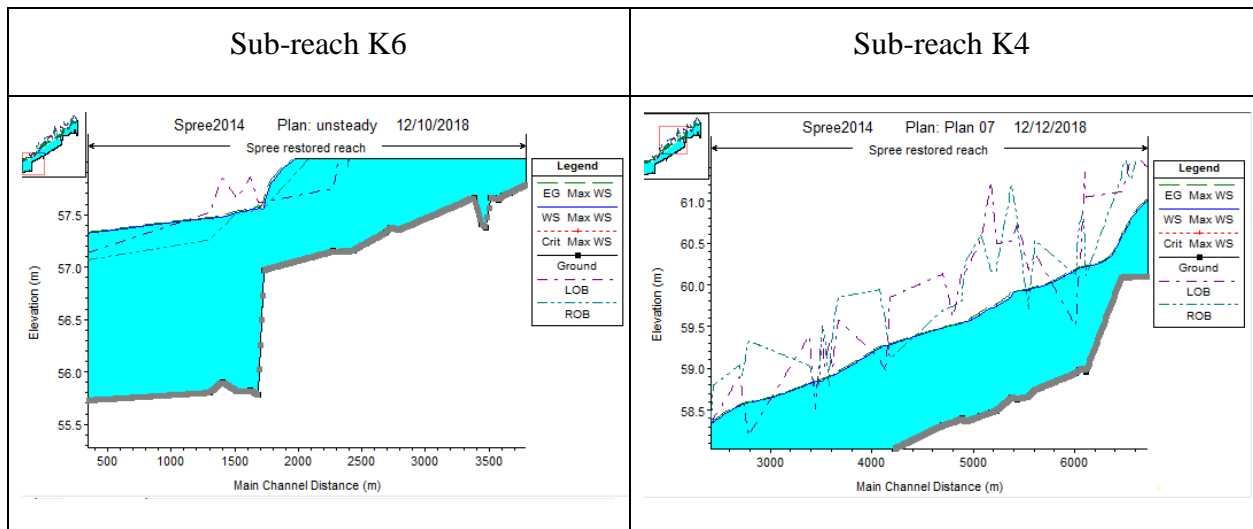 Sub-reach K6
Sub-reach K4
Spree2014 Plan: unsteady 12/10/2018
Spree restored reach
Legend
EG Max WS
WS Max WS
Crit Max WS
Ground
LOB
ROB
Elevation (m)
57.5
57.0
56.5
56.0
55.5
500 1000 1500 2000 2500 3000 3500
Main Channel Distance (m)
Spree2014 Plan: Plan 07 12/12/2018
Spree restored reach
Legend
EG Max WS
WS Max WS
Crit Max WS
Ground
LOB
ROB
Elevation (m)
61.0
60.5
60.0
59.5
59.0
58.5
3000 4000 5000 6000
Main Channel Distance (m)